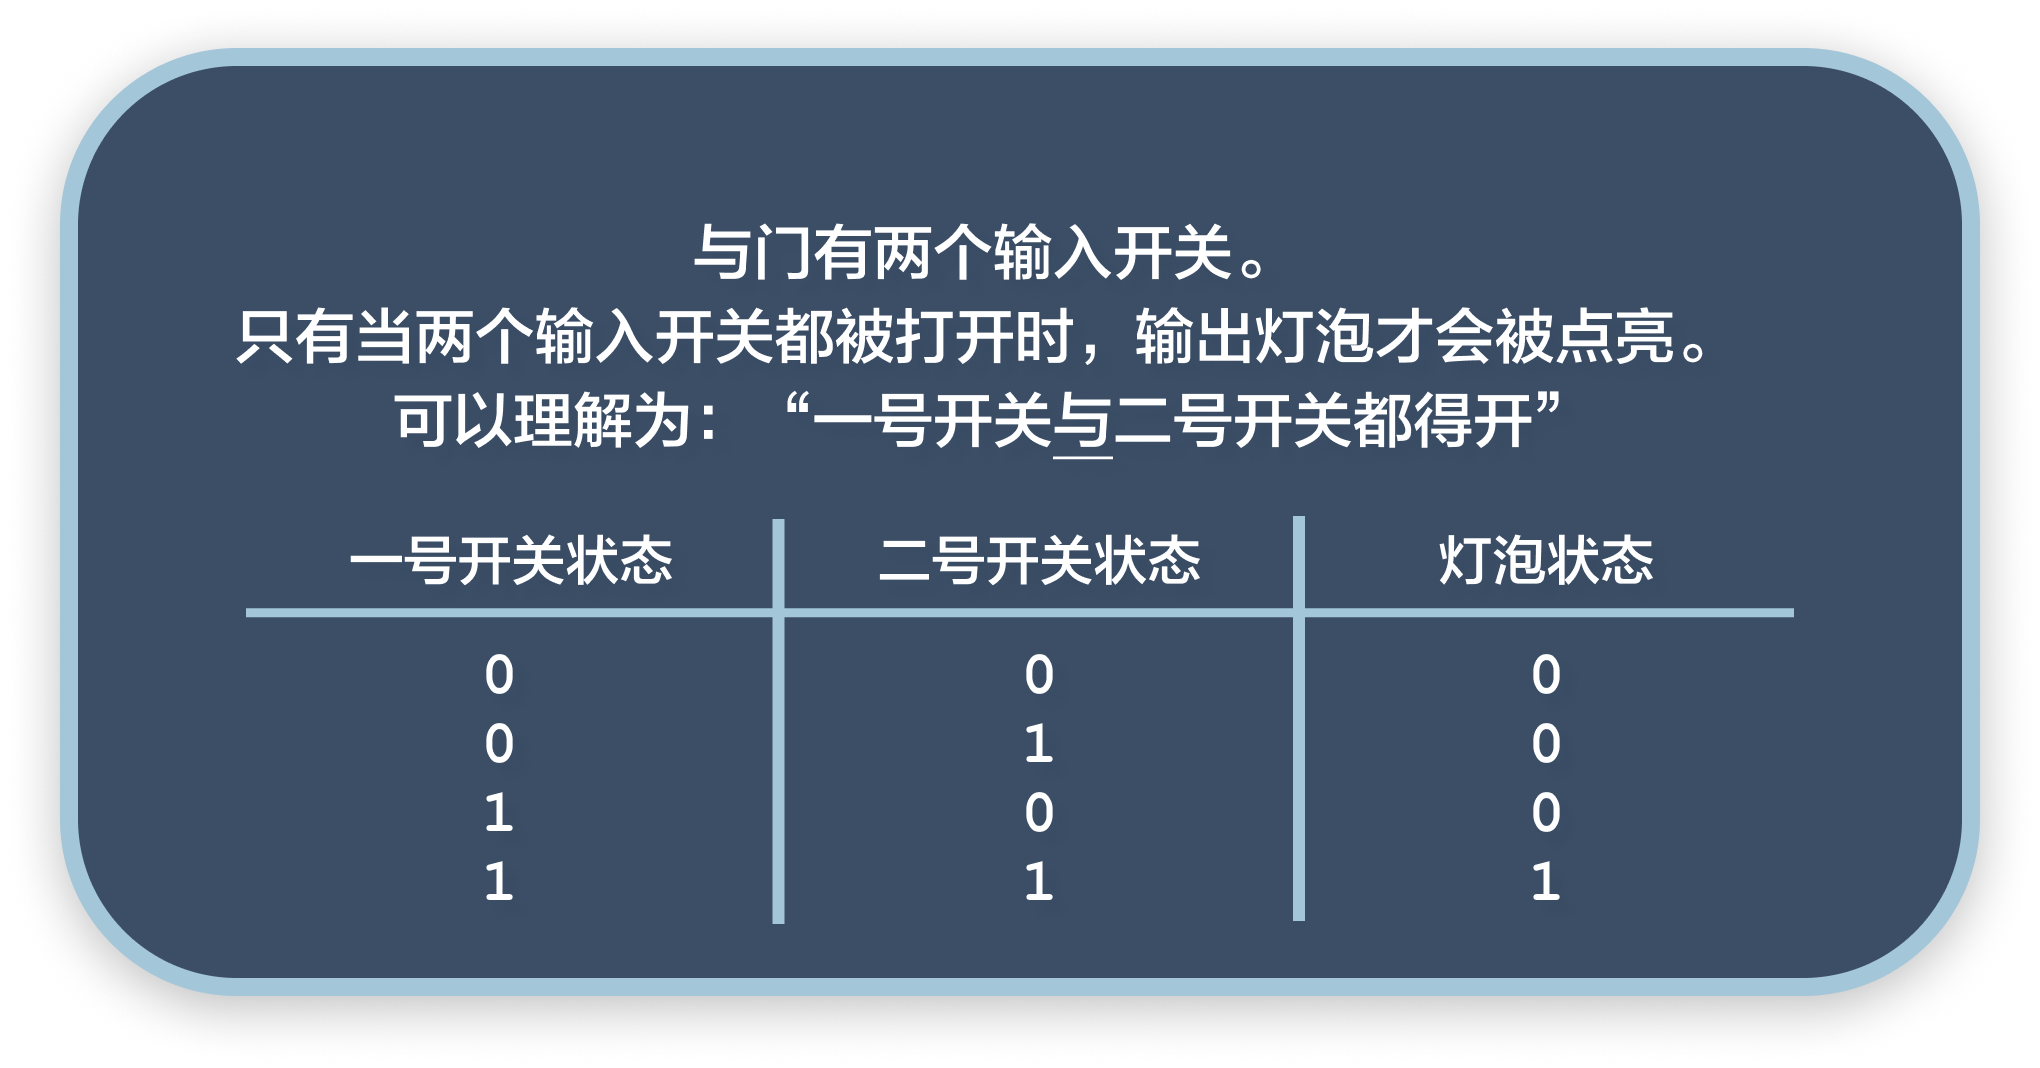 与门有两个输入开关。
只有当两个输入开关都被打开时，输出灯泡才会被点亮。
可以理解为：“一号开关与二号开关都得开”
一号开关状态 二号开关状态 灯泡状态
0 0 0
0 1 0
1 0 0
1 1 1